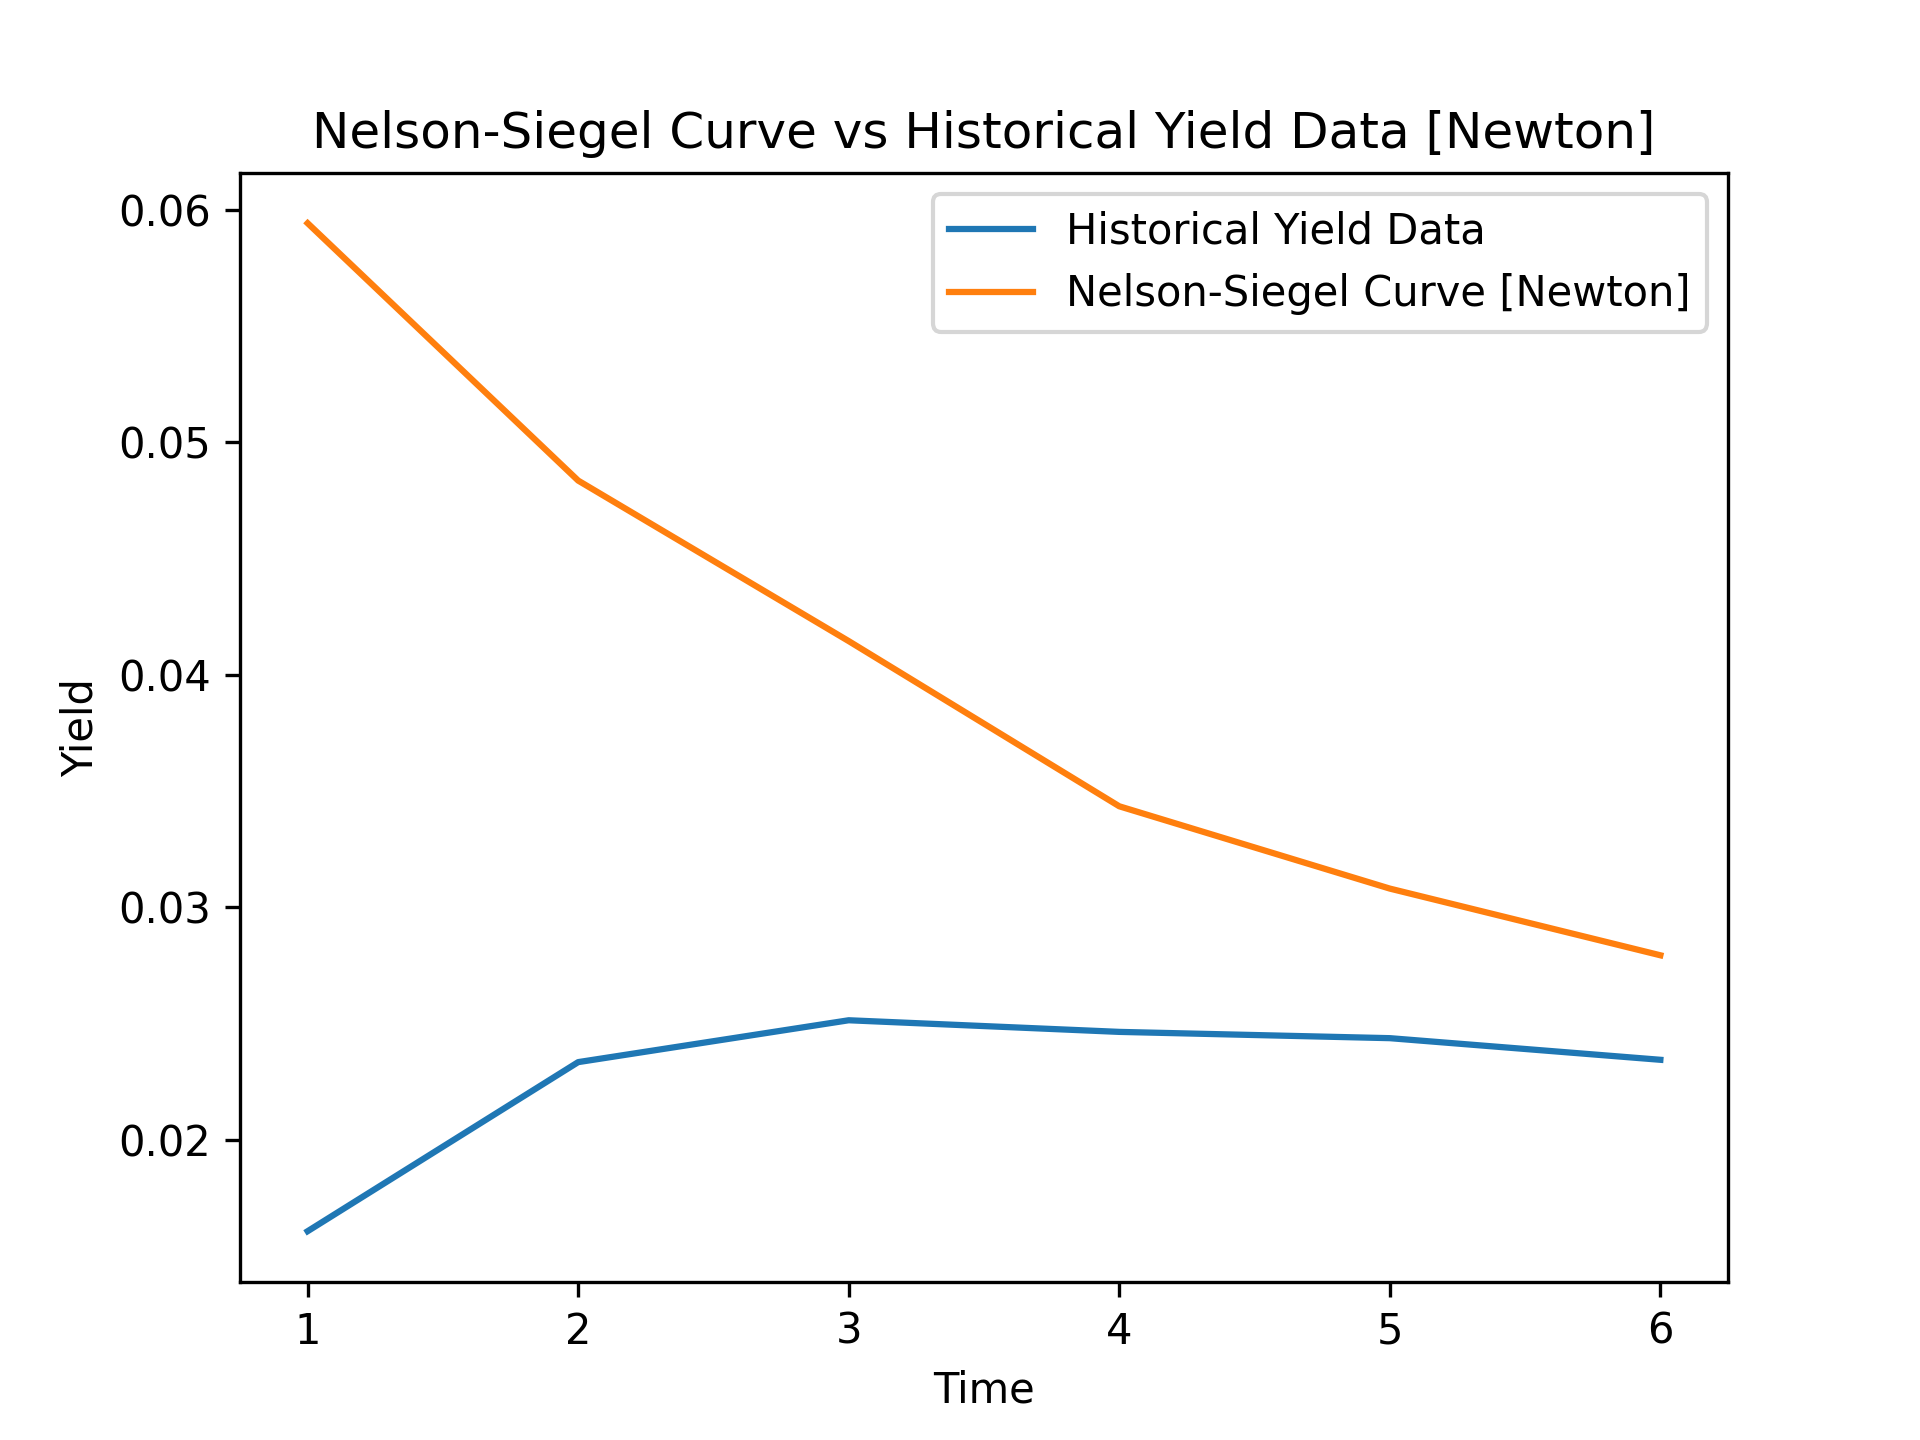 Nelson-Siegel Curve vs Historical Yield Data [Newton]
Historical Yield Data
Nelson-Siegel Curve [Newton]
Yield
0.06
0.05
0.04
0.03
0.02
1 2 3 4 5 6
Time